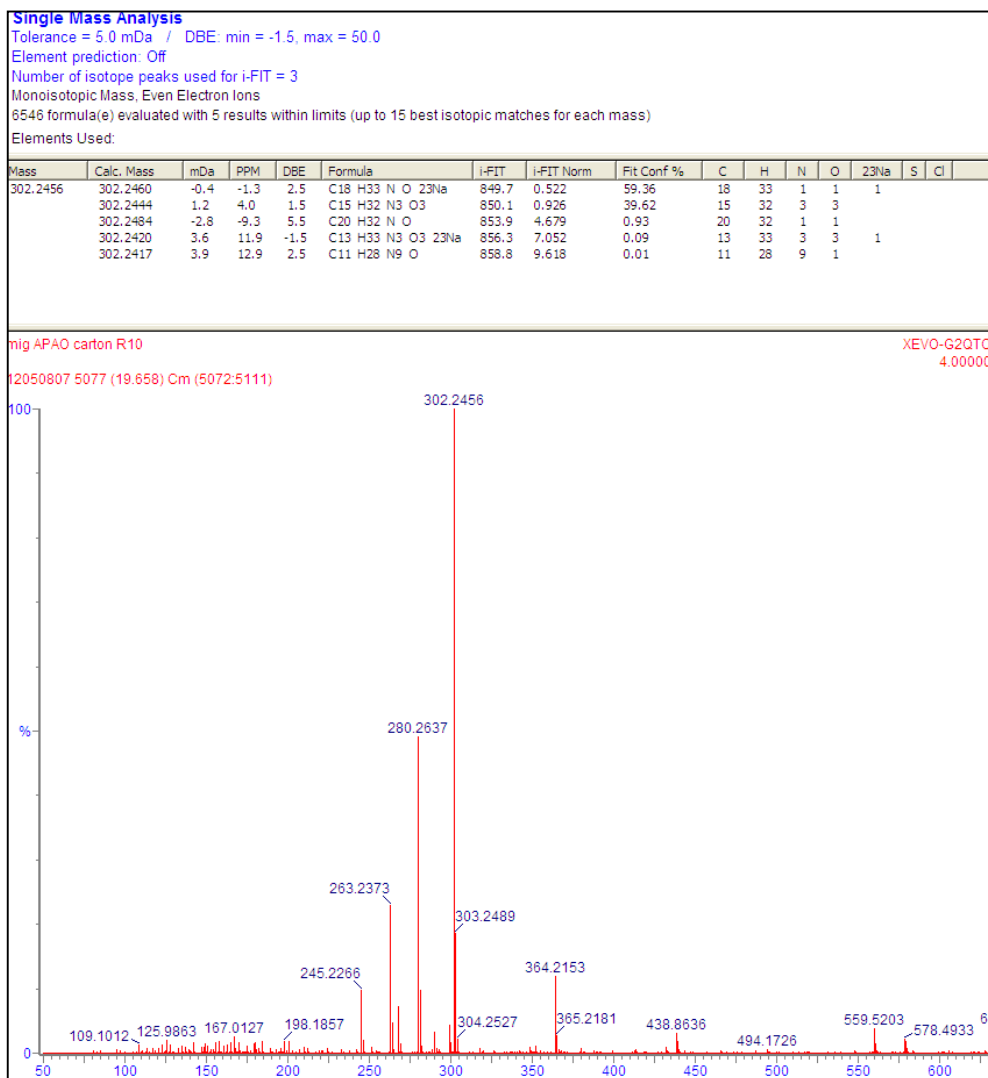 Single Mass Analysis
Tolerance = 5.0 mDa / DBE: min = -1.5, max = 50.0
Element prediction: Off
Number of isotope peaks used for i-FIT = 3
Monoisotopic Mass, Even Electron Ions
6546 formula(e) evaluated with 5 results within limits (up to 15 best isotopic matches for each mass)
Elements Used:
Mass Calc. Mass mDa PPM DBE Formula i-FIT i-FIT Norm Fit Conf % C H N O 23Na S Cl
302.2456 302.2460 -0.4 -1.3 2.5 C18 H33 N O 23Na 849.7 0.522 59.36 18 33 1 1 1
302.2444 1.2 4.0 1.5 C15 H32 N3 O3 850.1 0.926 39.62 15 32 3 3
302.2484 -2.8 -9.3 5.5 C20 H32 N O 853.9 4.679 0.93 20 32 1 1
302.2420 3.6 11.9 -1.5 C13 H33 N3 O3 23Na 856.3 7.052 0.09 13 33 3 3 1
302.2417 3.9 12.9 2.5 C11 H28 N9 O 858.8 9.618 0.01 11 28 9 1
mig APAO carton R10 XEVO-G2QTO
4.00000
12050807 5077 (19.658) Cm (5072:5111)
100
302.2456
%
280.2637
263.2373
303.2489
245.2266
364.2153
109.1012
125.9863
167.0127
198.1857
304.2527
365.2181
438.8636
494.1726
559.5203
578.4933
6
0
50 100 150 200 250 300 350 400 450 500 550 600